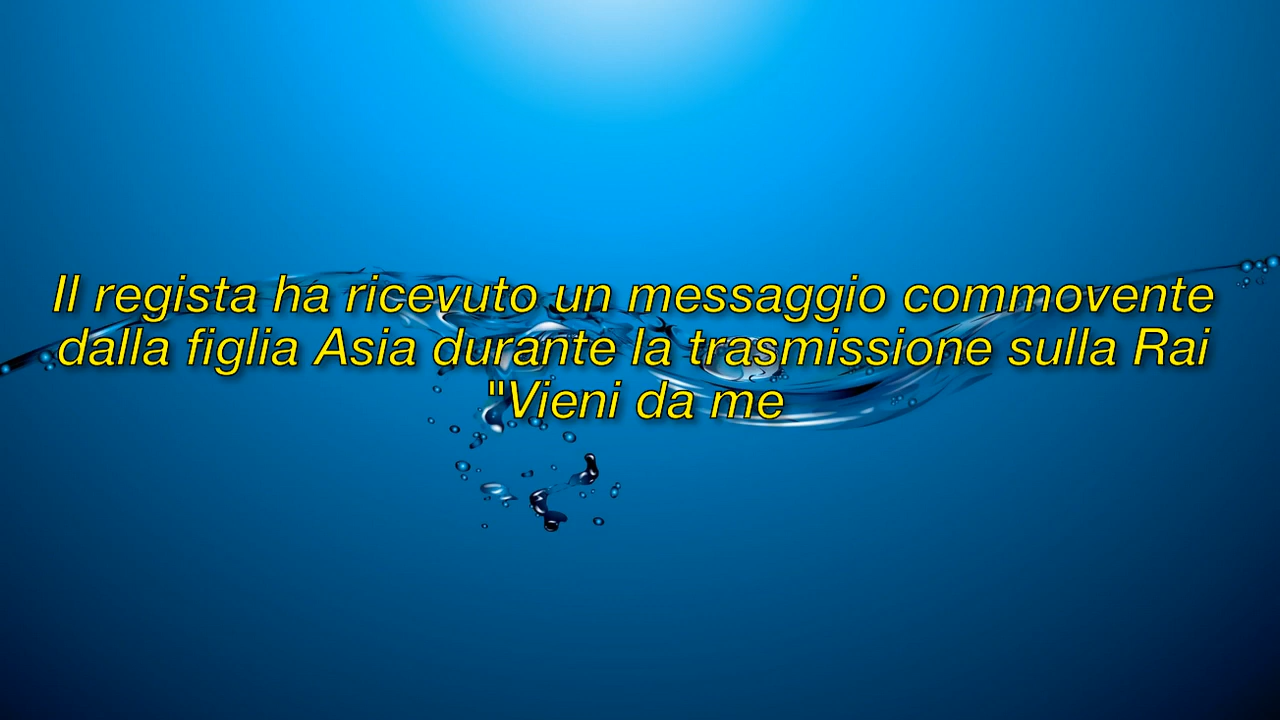 Il regista ha ricevuto un messaggio commovente
dalla figlia Asia durante la trasmissione sulla Rai
"Vieni da me